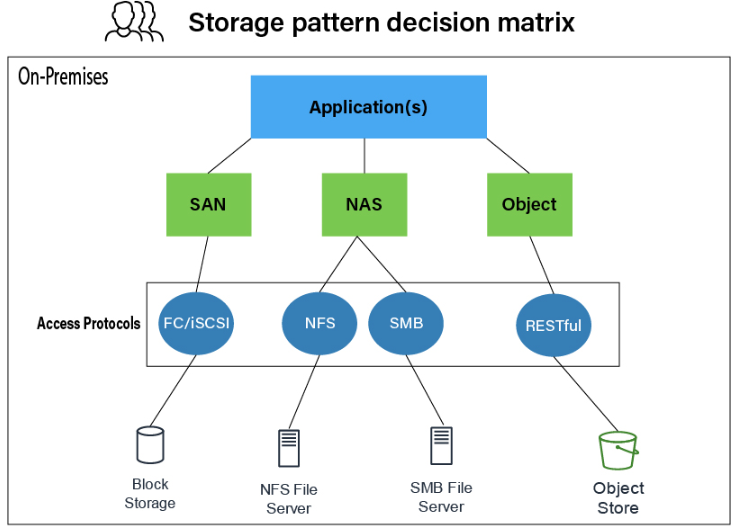 Storage pattern decision matrix
On-Premises
Application(s)
SAN
NAS
Object
Access Protocols
FC/iSCSI
NFS
SMB
RESTful
Block
Storage
NFS File
Server
SMB File
Server
Object
Store